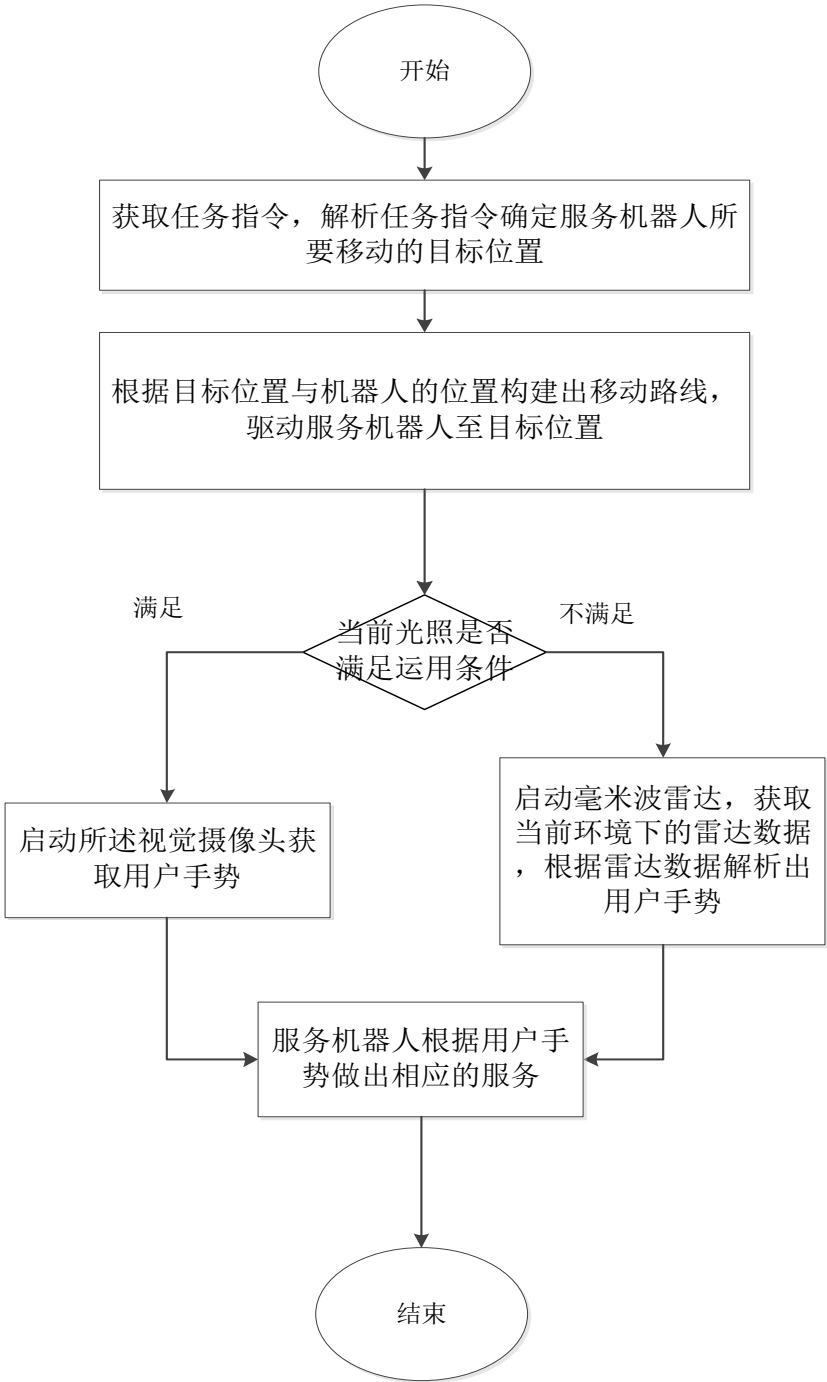 开始
获取任务指令，解析任务指令确定服务机器人所
要移动的目标位置
根据目标位置与机器人的位置构建出移动路线，
驱动服务机器人至目标位置
满足
不满足
当前光照是否
满足运用条件
启动所述视觉摄像头获
取用户手势
启动毫米波雷达，获取
当前环境下的雷达数据
，根据雷达数据解析出
用户手势
服务机器人根据用户手
势做出相应的服务
结束